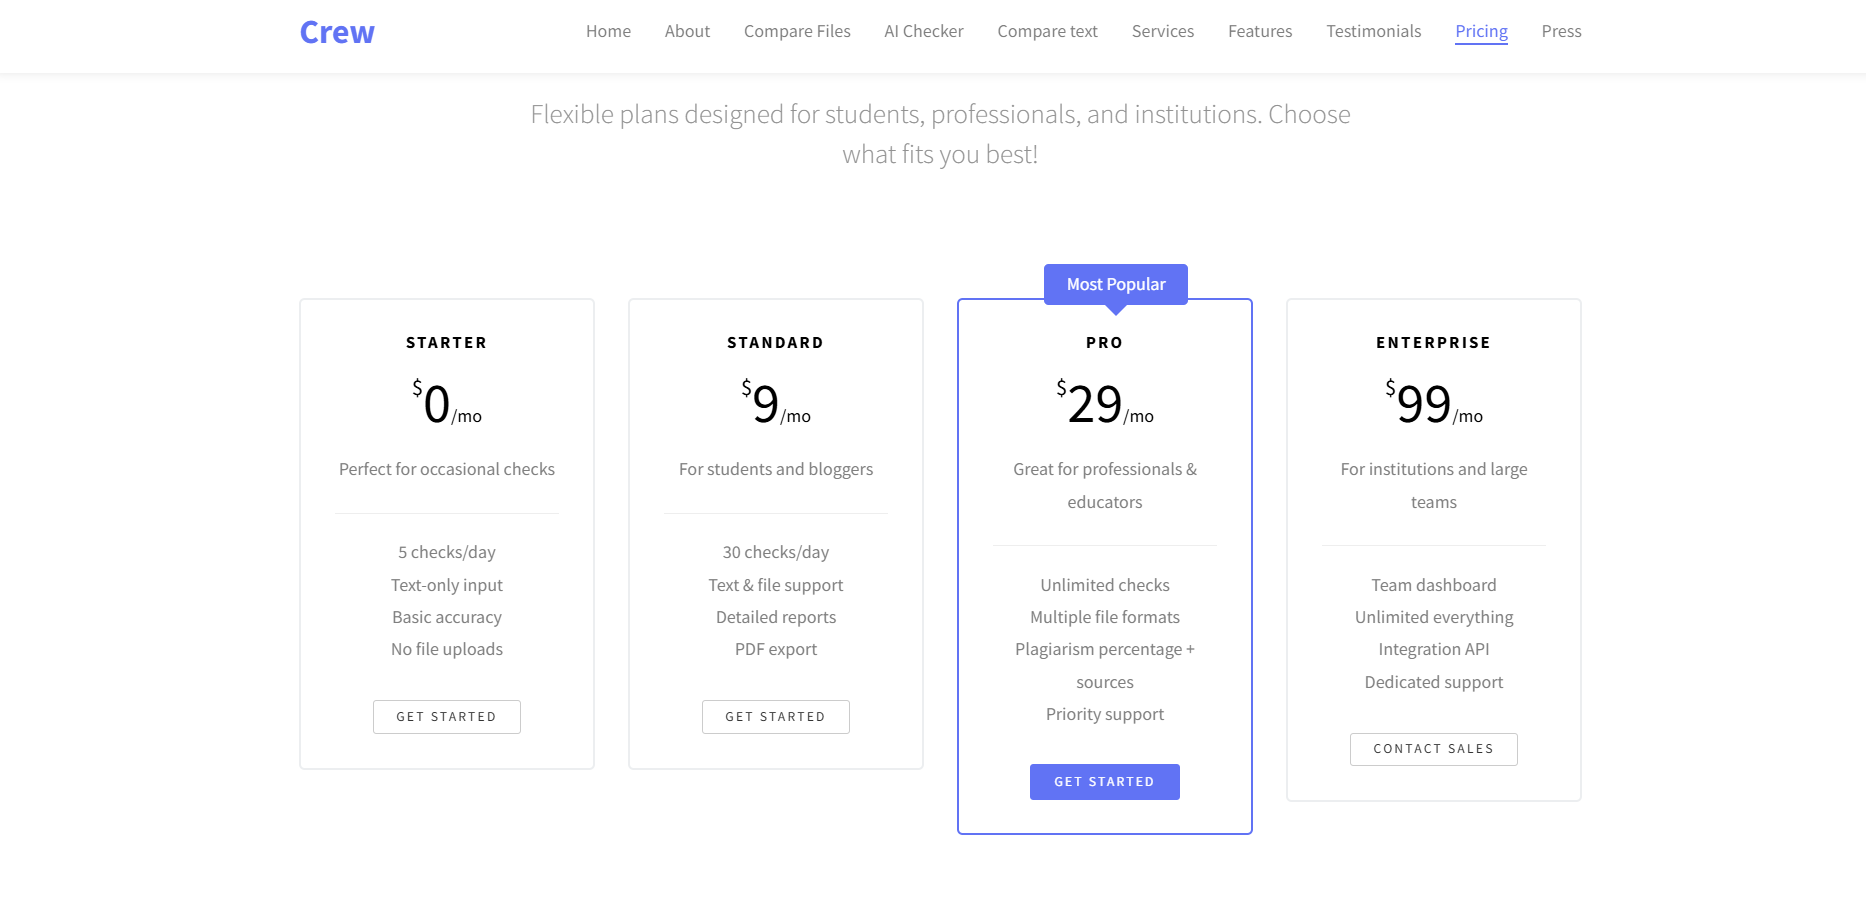 Crew
Home
About
Compare Files
AI Checker
Compare text
Services
Features
Testimonials
Pricing
Press
Flexible plans designed for students, professionals, and institutions. Choose
what fits you best!
STARTER
$0/mo
Perfect for occasional checks
5 checks/day
Text-only input
Basic accuracy
No file uploads
GET STARTED
STANDARD
$9/mo
For students and bloggers
30 checks/day
Text & file support
Detailed reports
PDF export
GET STARTED
Most Popular
PRO
$29/mo
Great for professionals &
educators
Unlimited checks
Multiple file formats
Plagiarism percentage +
sources
Priority support
GET STARTED
ENTERPRISE
$99/mo
For institutions and large
teams
Team dashboard
Unlimited everything
Integration API
Dedicated support
CONTACT SALES